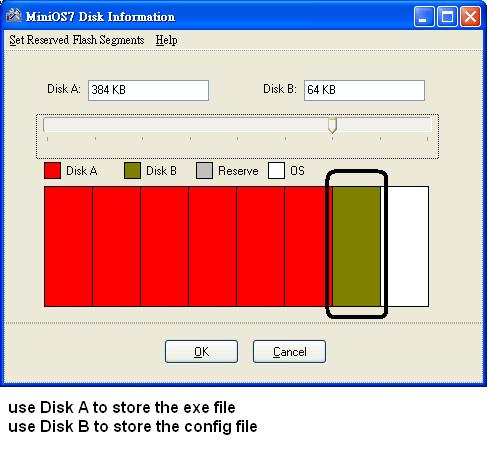 MiniOS7 Disk Information
Set Reserved Flash Segments Help
Disk A: 384 KB Disk B: 64 KB
Disk A Disk B Reserve OS
OK Cancel
use Disk A to store the exe file
use Disk B to store the config file